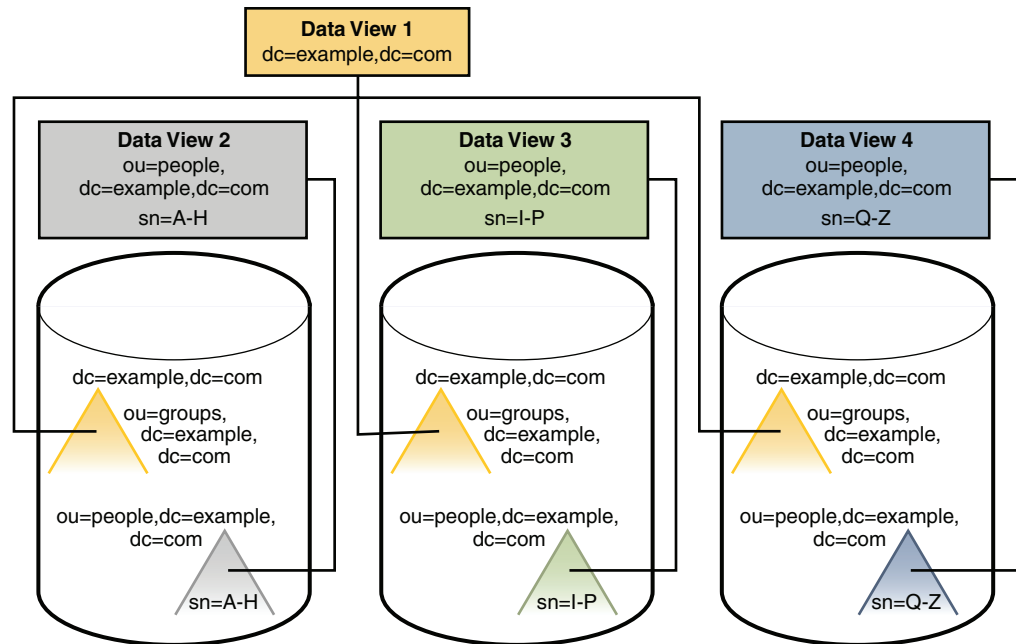 Data View 1
dc=example,dc=com
Data View 2
ou=people,
dc=example,dc=com
sn=A-H
Data View 3
ou=people,
dc=example,dc=com
sn=I-P
Data View 4
ou=people,
dc=example,dc=com
sn=Q-Z
dc=example,dc=com
ou=groups,
dc=example,
dc=com
ou=people,dc=example,
dc=com
sn=A-H
dc=example,dc=com
ou=groups,
dc=example,
dc=com
ou=people,dc=example,
dc=com
sn=I-P
dc=example,dc=com
ou=groups,
dc=example,
dc=com
ou=people,dc=example,
dc=com
sn=Q-Z